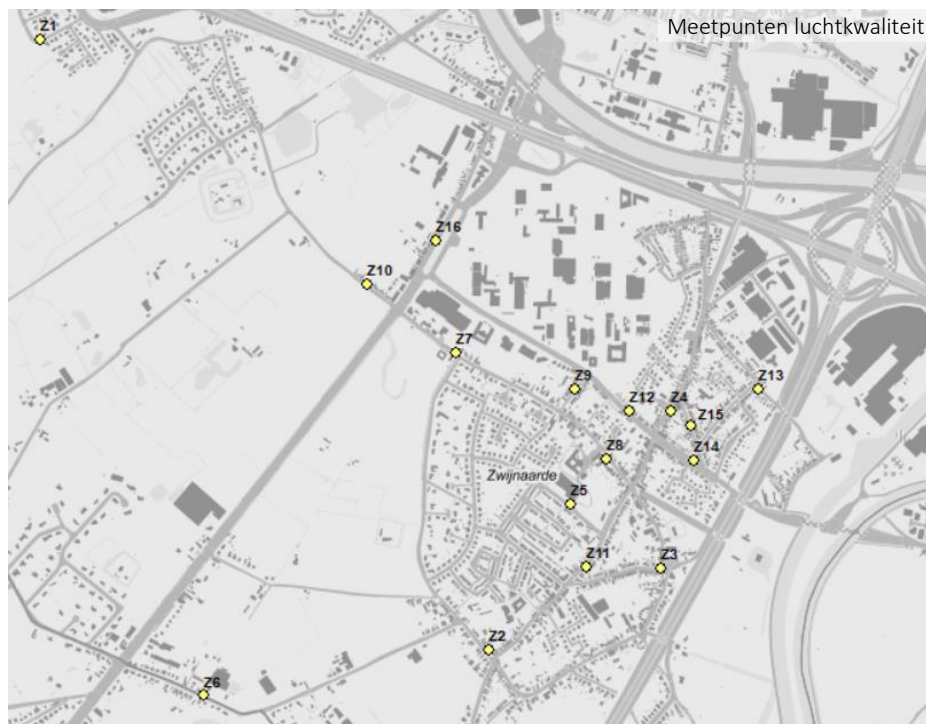 Meetpunten luchtkwaliteit
Z1
Z16
Z10
Z7
Z9
Z13
Z12
Z4
Z15
Z8
Z14
Zwijnaarde
Z5
Z11
Z3
Z2
Z6